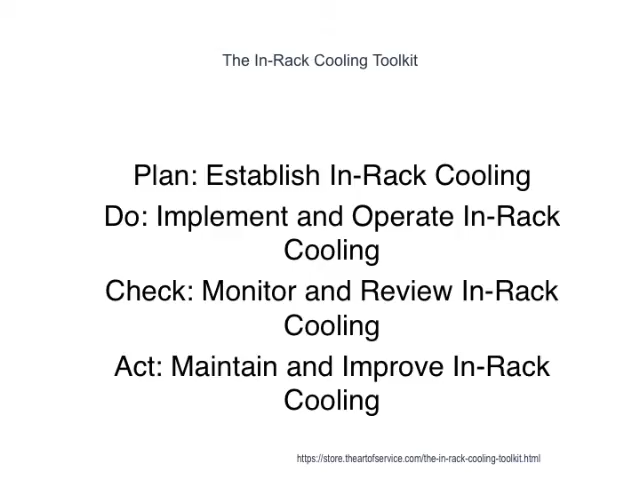 The In-Rack Cooling Toolkit
Plan: Establish In-Rack Cooling
Do: Implement and Operate In-Rack
Cooling
Check: Monitor and Review In-Rack
Cooling
Act: Maintain and Improve In-Rack
Cooling
https://store.theartofservice.com/the-in-rack-cooling-toolkit.html